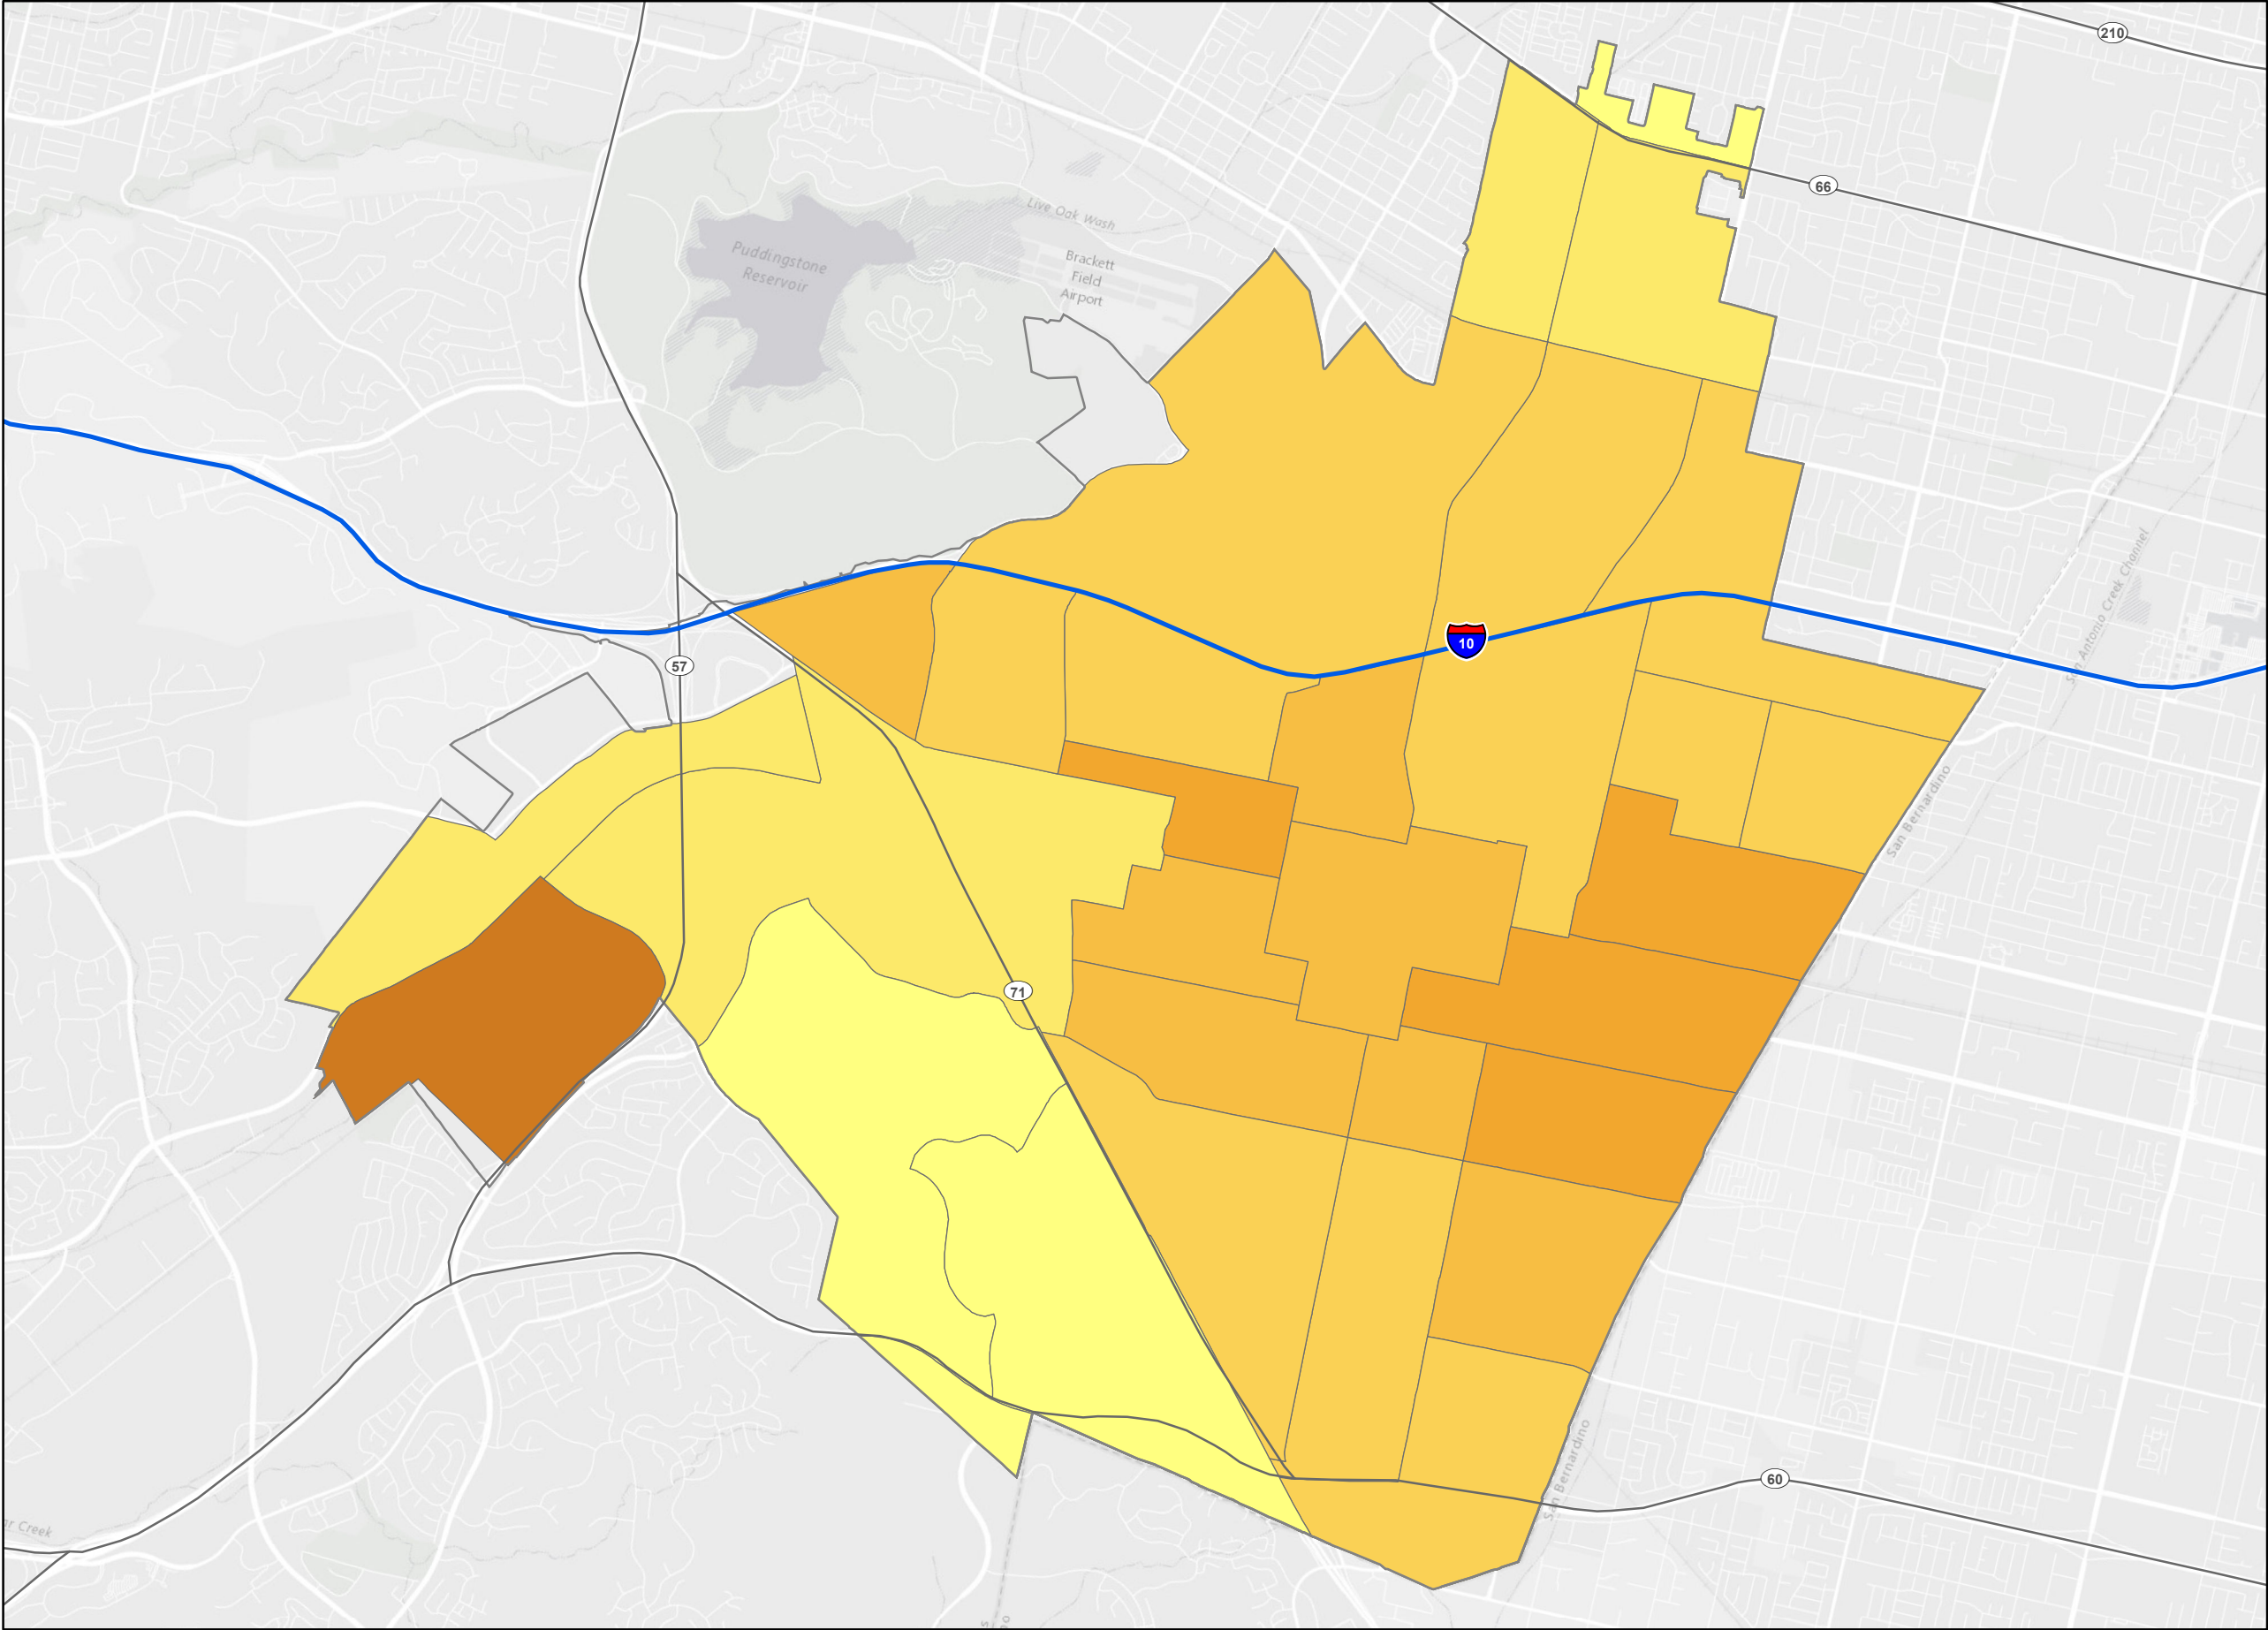 210
66
Live Oak Wash
Puddingstone
Reservoir
Brackett
Field
Airport
San Antonio Creek Channel
10
57
San Bernardino
71
60
San Bernardino
Creek